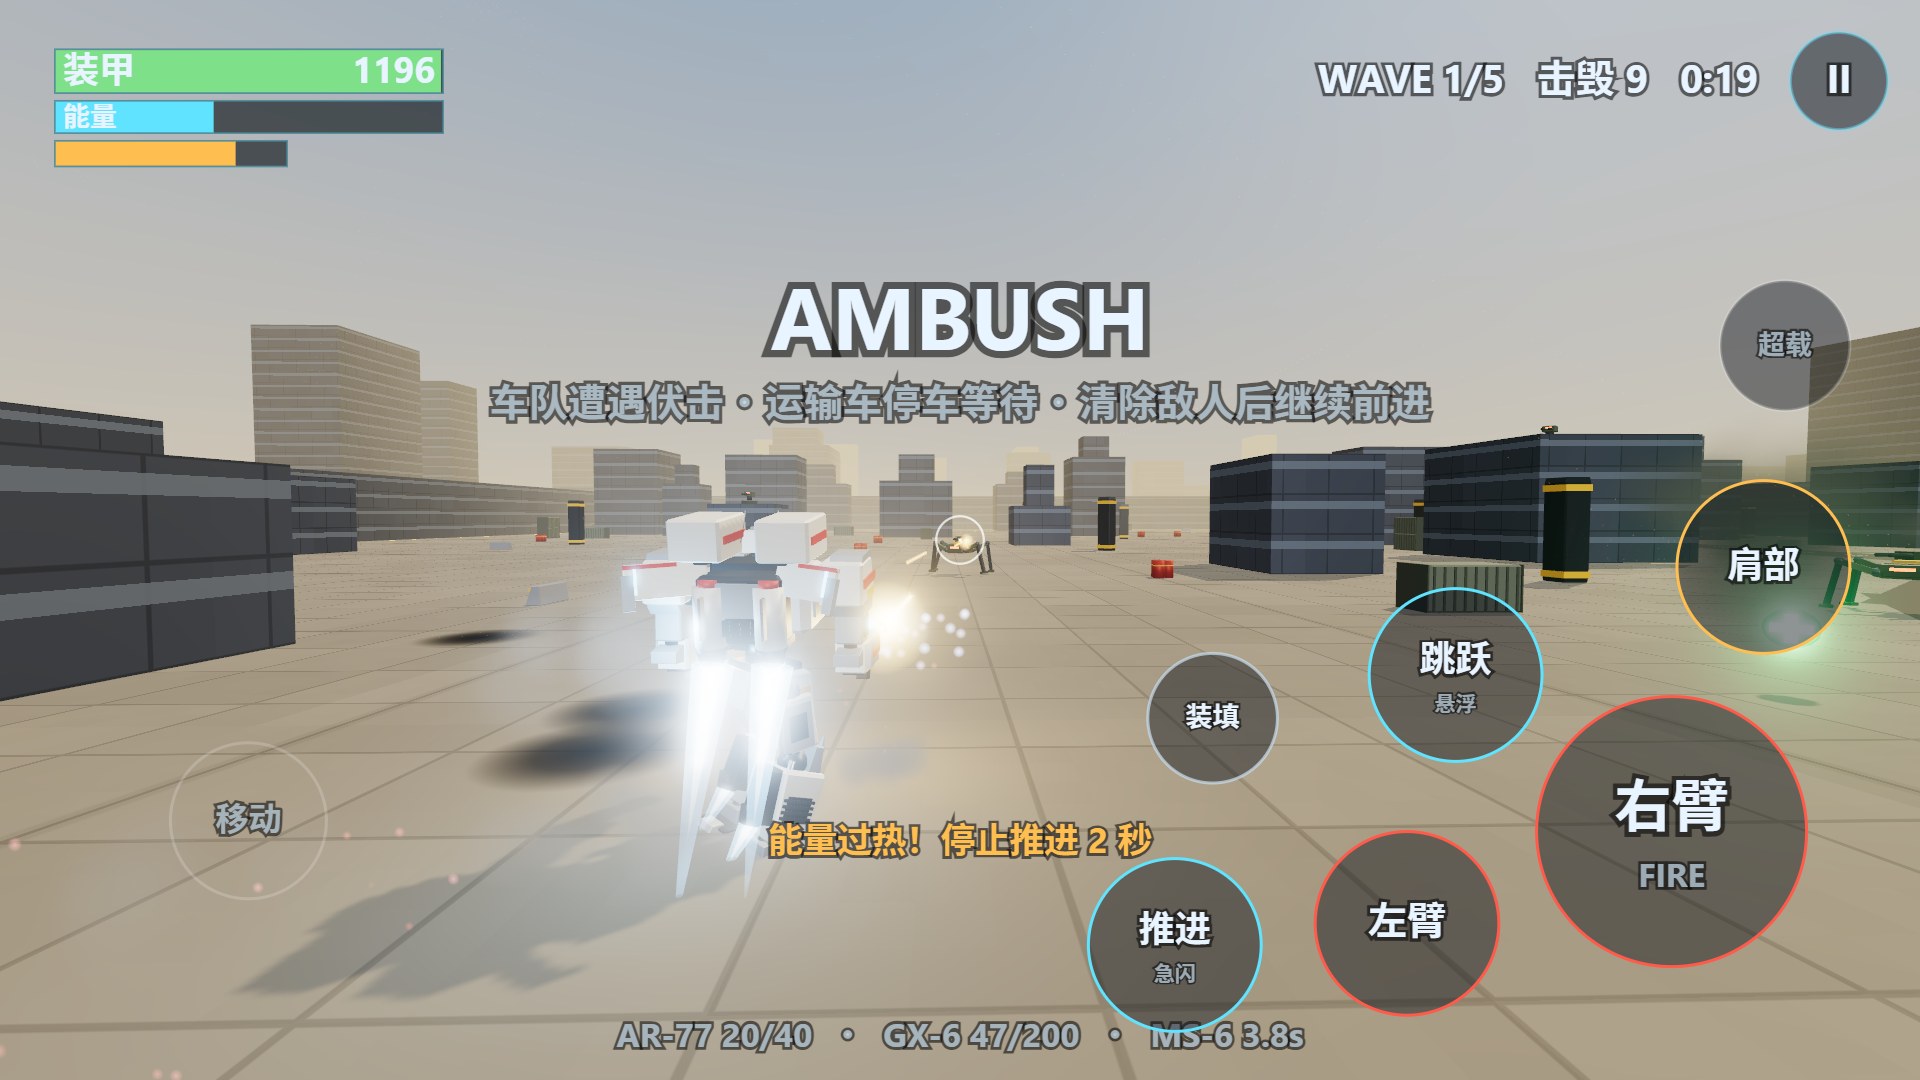 装甲 1196
能量
WAVE 1/5 击毁 9 0:19
AMBUSH
车队遭遇伏击・运输车停车等待・清除敌人后继续前进
超载
肩部
跳跃
悬浮
装填
右臂
FIRE
移动
能量过热！停止推进 2 秒
左臂
推进
急闪
AR-77 20/40 • GX-6 47/200 • MS-6 3.8s